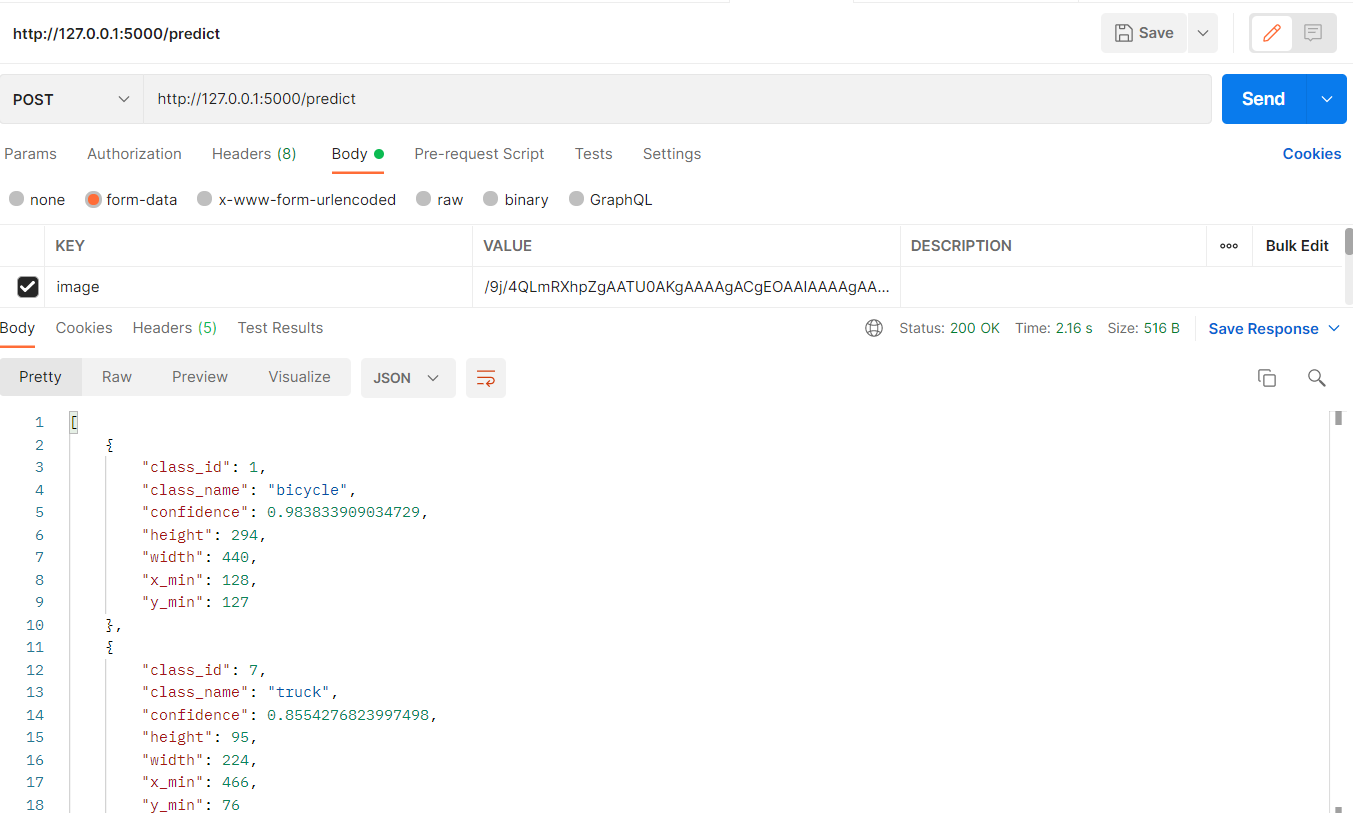 http://127.0.0.1:5000/predict Save
POST http://127.0.0.1:5000/predict Send
Params Authorization Headers (8) Body Pre-request Script Tests Settings Cookies
none form-data x-www-form-urlencoded raw binary GraphQL
KEY VALUE DESCRIPTION ooo Bulk Edit
image /9j/4QLmRXhpZgAATU0AKgAAAAgACgEOAAIAAAAgAA...
Body Cookies Headers (5) Test Results Status: 200 OK Time: 2.16 s Size: 516 B Save Response
Pretty Raw Preview Visualize JSON
1 [
2 {
3 "class_id": 1,
4 "class_name": "bicycle",
5 "confidence": 0.983833909034729,
6 "height": 294,
7 "width": 440,
8 "x_min": 128,
9 "y_min": 127
10 },
11 {
12 "class_id": 7,
13 "class_name": "truck",
14 "confidence": 0.8554276823997498,
15 "height": 95,
16 "width": 224,
17 "x_min": 466,
18 "y_min": 76